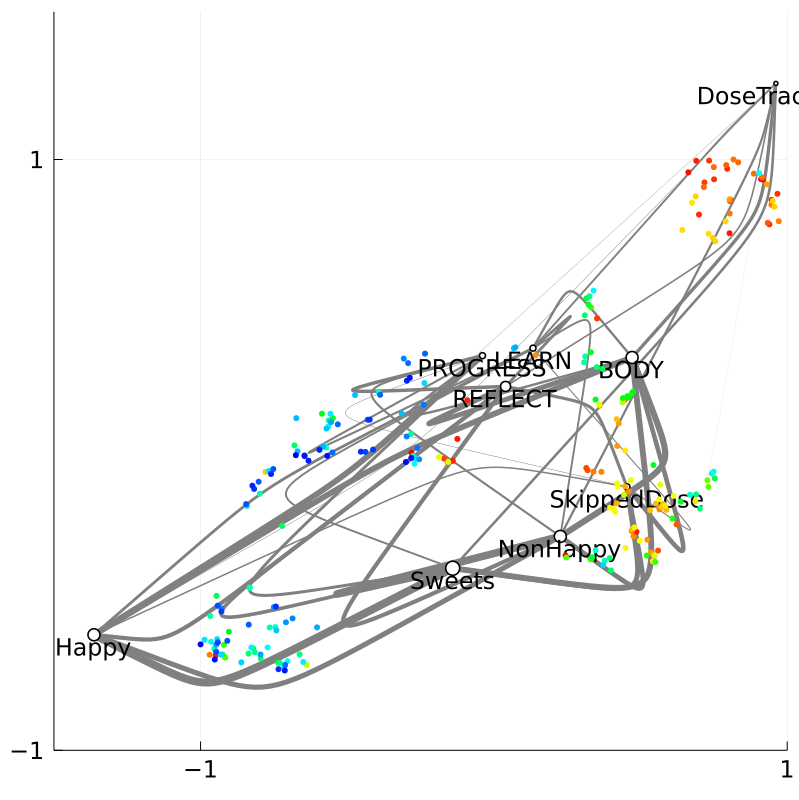 DoseTrac
1
LEARN
PROGRESS
BODY
REFLECT
SkippedDose
NonHappy
Sweets
Happy
−1
−1
1